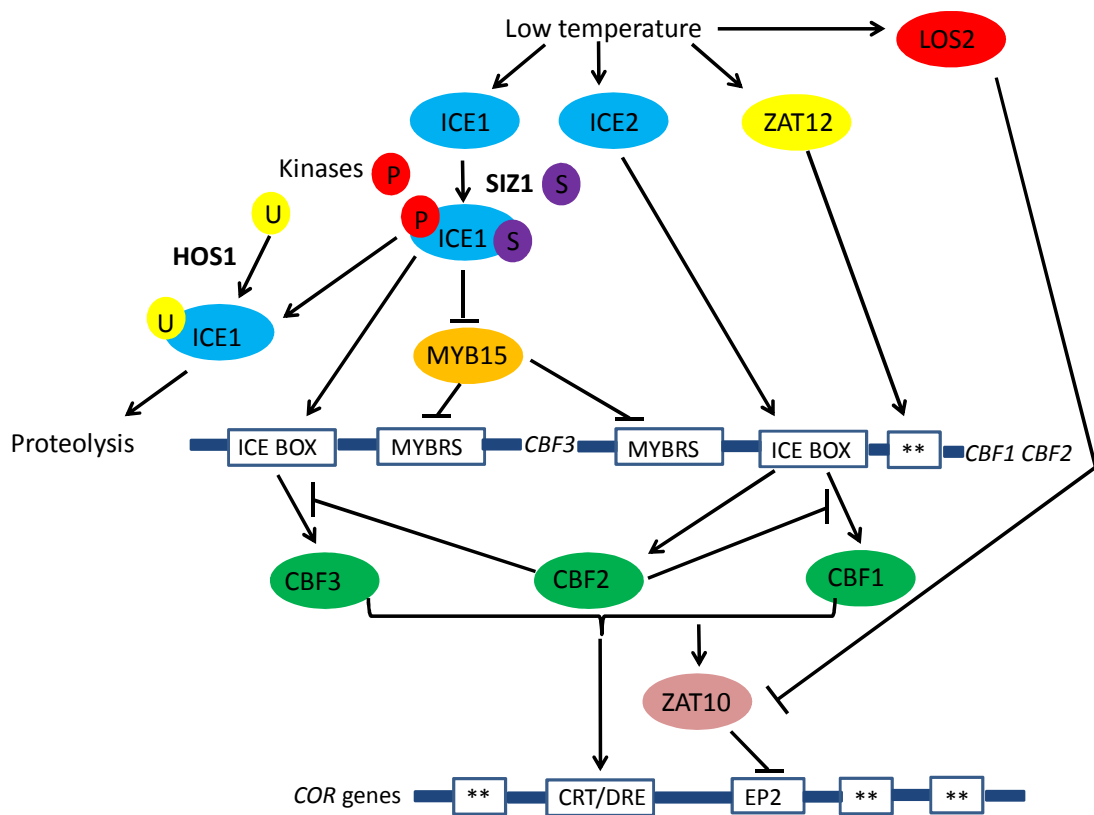 Low temperature
LOS2
ICE1
ICE2
ZAT12
Kinases
P
SIZ1
S
U
P
ICE1
S
HOS1
U
ICE1
MYB15
Proteolysis
ICE BOX
MYBRS
CBF3
MYBRS
ICE BOX
**
CBF1 CBF2
CBF3
CBF2
CBF1
ZAT10
COR genes
**
CRT/DRE
EP2
**
**